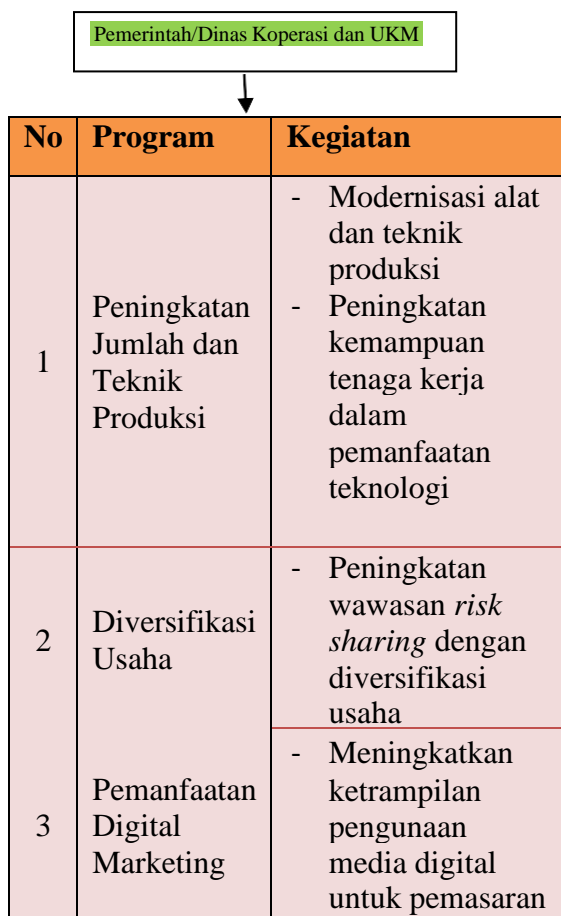 Pemerintah/Dinas Koperasi dan UKM
No Program Kegiatan
1
Peningkatan
Jumlah dan
Teknik
Produksi
- Modernisasi alat
dan teknik
produksi
- Peningkatan
kemampuan
tenaga kerja
dalam
pemanfaatan
teknologi
2
Diversifikasi
Usaha
- Peningkatan
wawasan risk
sharing dengan
diversifikasi
usaha
3
Pemanfaatan
Digital
Marketing
- Meningkatkan
ketrampilan
pengunaan
media digital
untuk pemasaran